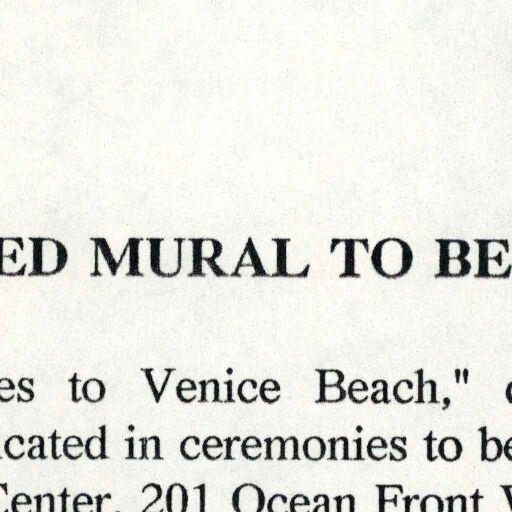 ED MURAL TO BE
es to Venice Beach,"
icated in ceremonies to be
Center, 201 Ocean Front